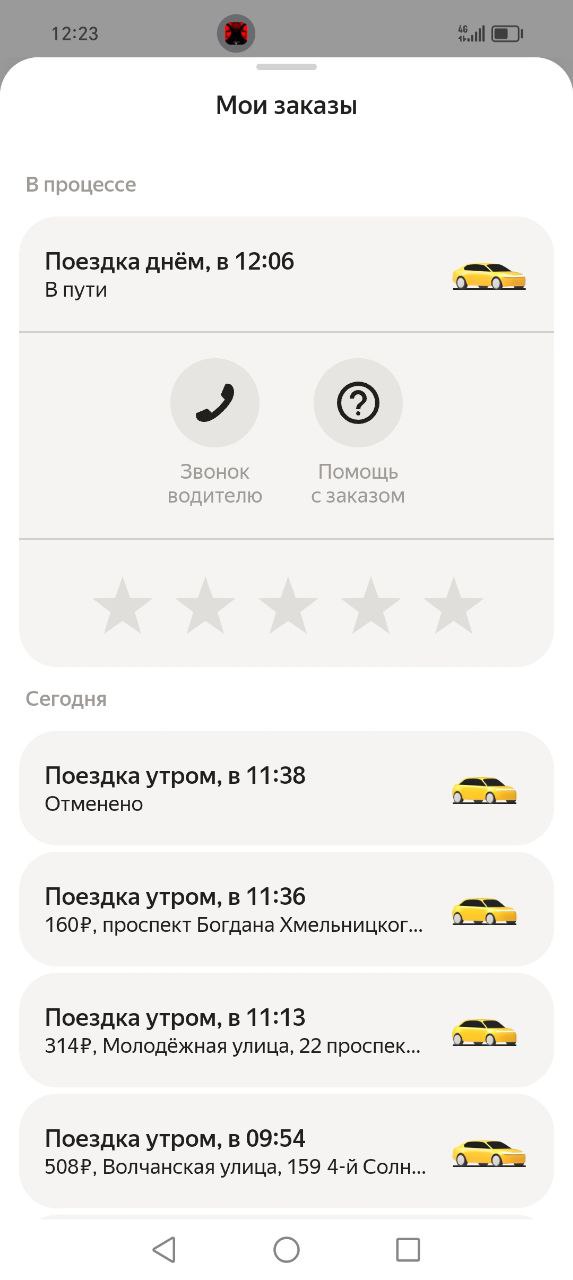 12:23
4G
Мои заказы
В процессе
Поездка днём, в 12:06
В пути
Звонок
водителю
Помощь
с заказом
Сегодня
Поездка утром, в 11:38
Отменено
Поездка утром, в 11:36
160₽, проспект Богдана Хмельницког...
Поездка утром, в 11:13
314₽, Молодёжная улица, 22 проспек...
Поездка утром, в 09:54
508₽, Волчанская улица, 159 4-й Солн...